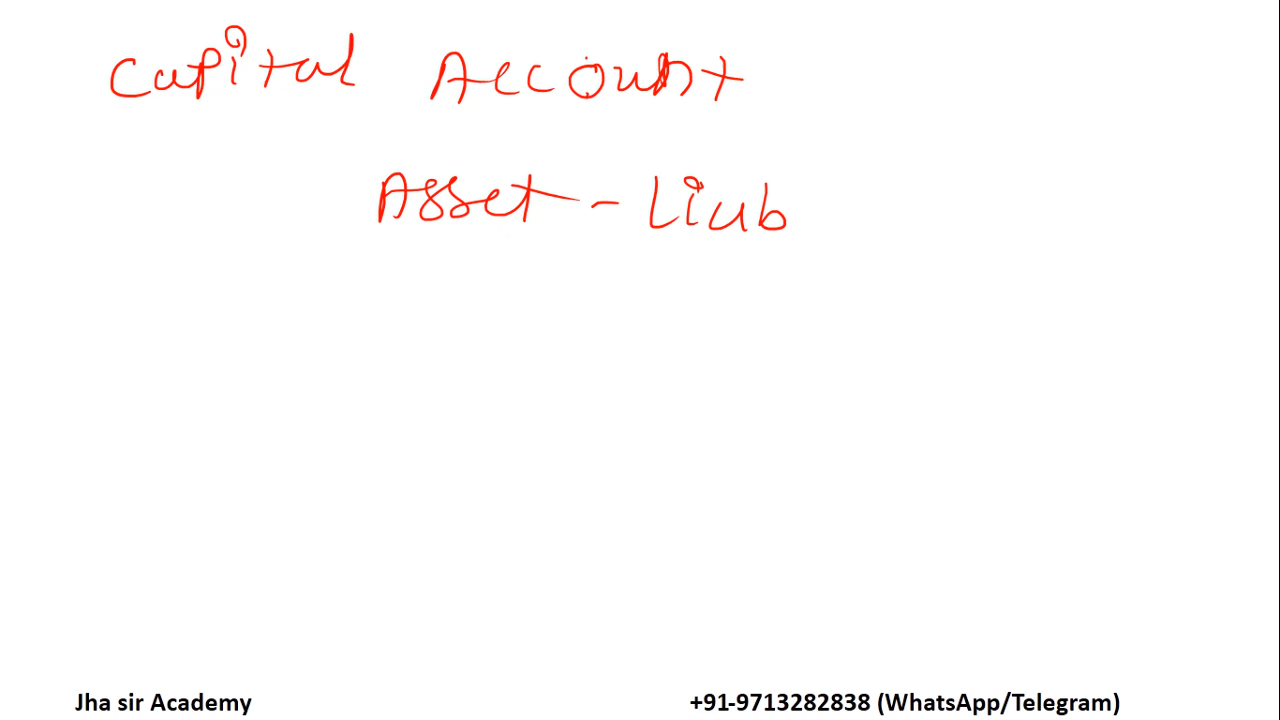 Capital Account
Asset - Liab
Jha sir Academy
+91-9713282838 (WhatsApp/Telegram)